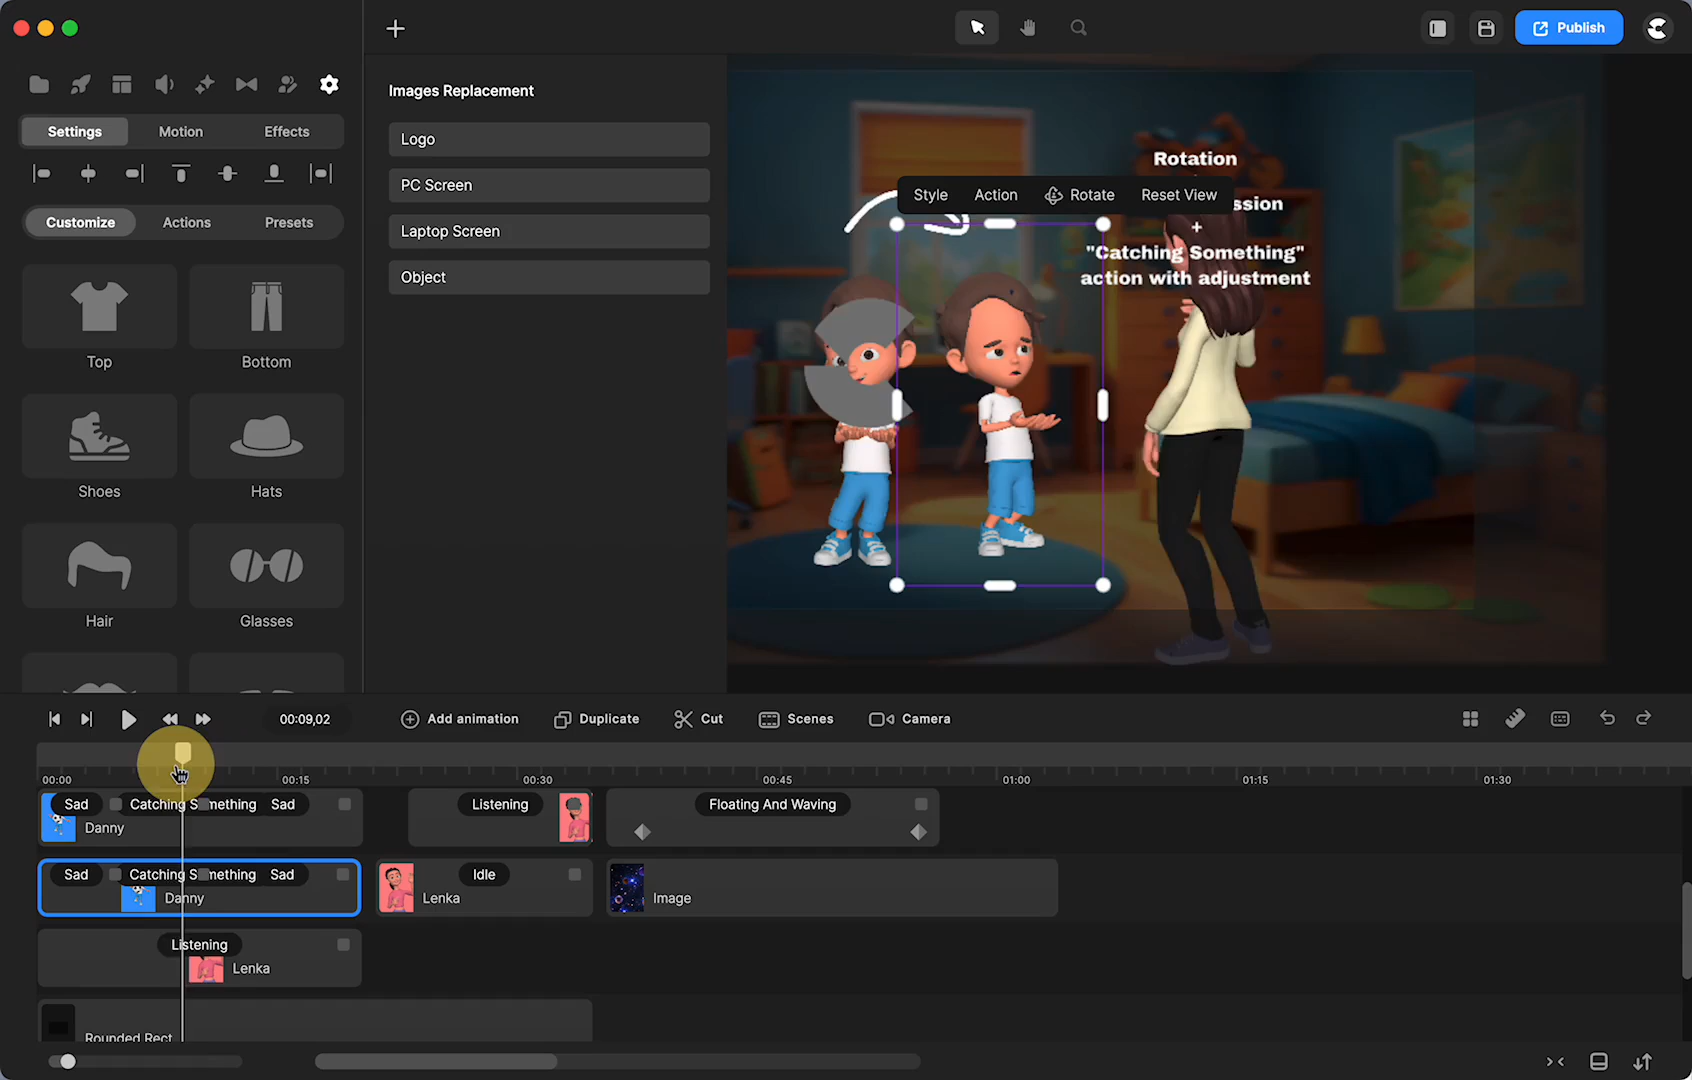 Publish
Settings
Motion
Effects
Customize
Actions
Presets
Top
Bottom
Shoes
Hats
Hair
Glasses
Images Replacement
Logo
PC Screen
Laptop Screen
Object
Rotation
Style
Action
Rotate
Reset View
ssion
+
"Catching Something"
action with adjustment
00:09,02
Add animation
Duplicate
Cut
Scenes
Camera
00:00
00:15
00:30
00:45
01:00
01:15
01:30
Sad
Catching S mething
Sad
Danny
Listening
Floating And Waving
Sad
Catching S mething
Sad
Danny
Idle
Lenka
Image
Listening
Lenka
Rounded Rect